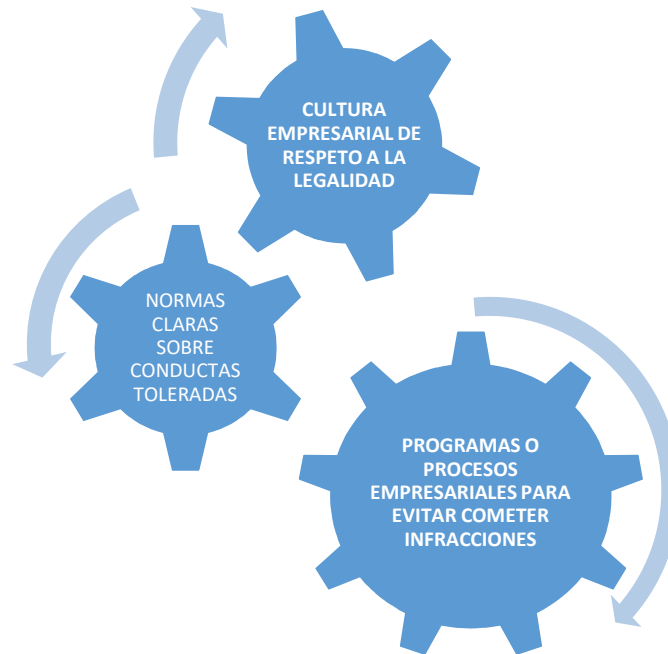 CULTURA
EMPRESARIAL DE
RESPETO A LA
LEGALIDAD
NORMAS
CLARAS
SOBRE
CONDUCTAS
TOLERADAS
PROGRAMAS O
PROCESOS
EMPRESARIALES PARA
EVITAR COMETER
INFRACCIONES